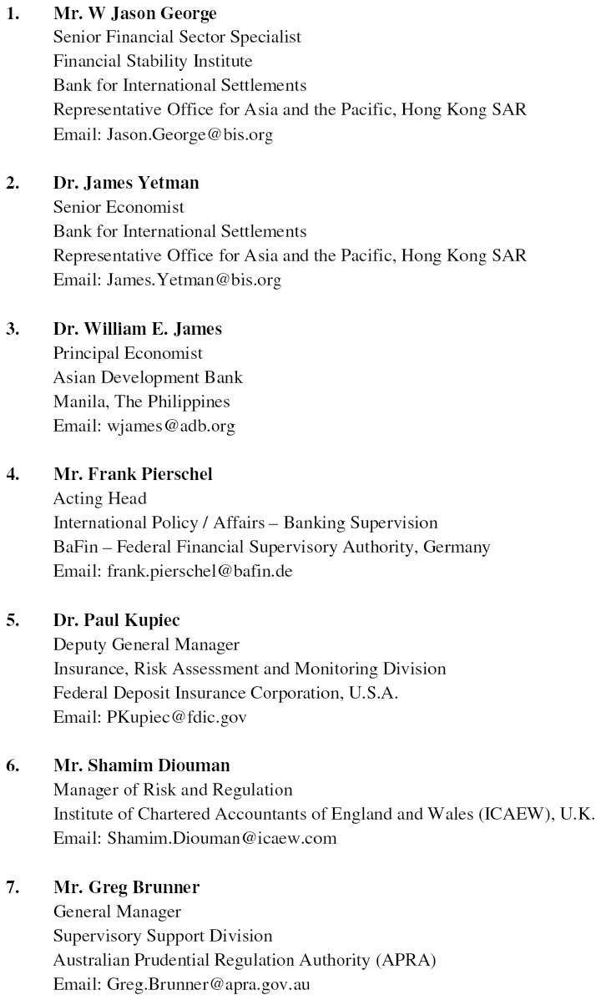 1. Mr. W Jason George
Senior Financial Sector Specialist
Financial Stability Institute
Bank for International Settlements
Representative Office for Asia and the Pacific, Hong Kong SAR
Email: Jason.George@bis.org
2. Dr. James Yetman
Senior Economist
Bank for International Settlements
Representative Office for Asia and the Pacific, Hong Kong SAR
Email: James.Yetman@bis.org
3. Dr. William E. James
Principal Economist
Asian Development Bank
Manila, The Philippines
Email: wjames@adb.org
4. Mr. Frank Pierschel
Acting Head
International Policy / Affairs – Banking Supervision
BaFin – Federal Financial Supervisory Authority, Germany
Email: frank.pierschel@bafin.de
5. Dr. Paul Kupiec
Deputy General Manager
Insurance, Risk Assessment and Monitoring Division
Federal Deposit Insurance Corporation, U.S.A.
Email: PKupiec@fdic.gov
6. Mr. Shamim Diouman
Manager of Risk and Regulation
Institute of Chartered Accountants of England and Wales (ICAEW), U.K.
Email: Shamim.Diouman@icaew.com
7. Mr. Greg Brunner
General Manager
Supervisory Support Division
Australian Prudential Regulation Authority (APRA)
Email: Greg.Brunner@apra.gov.au